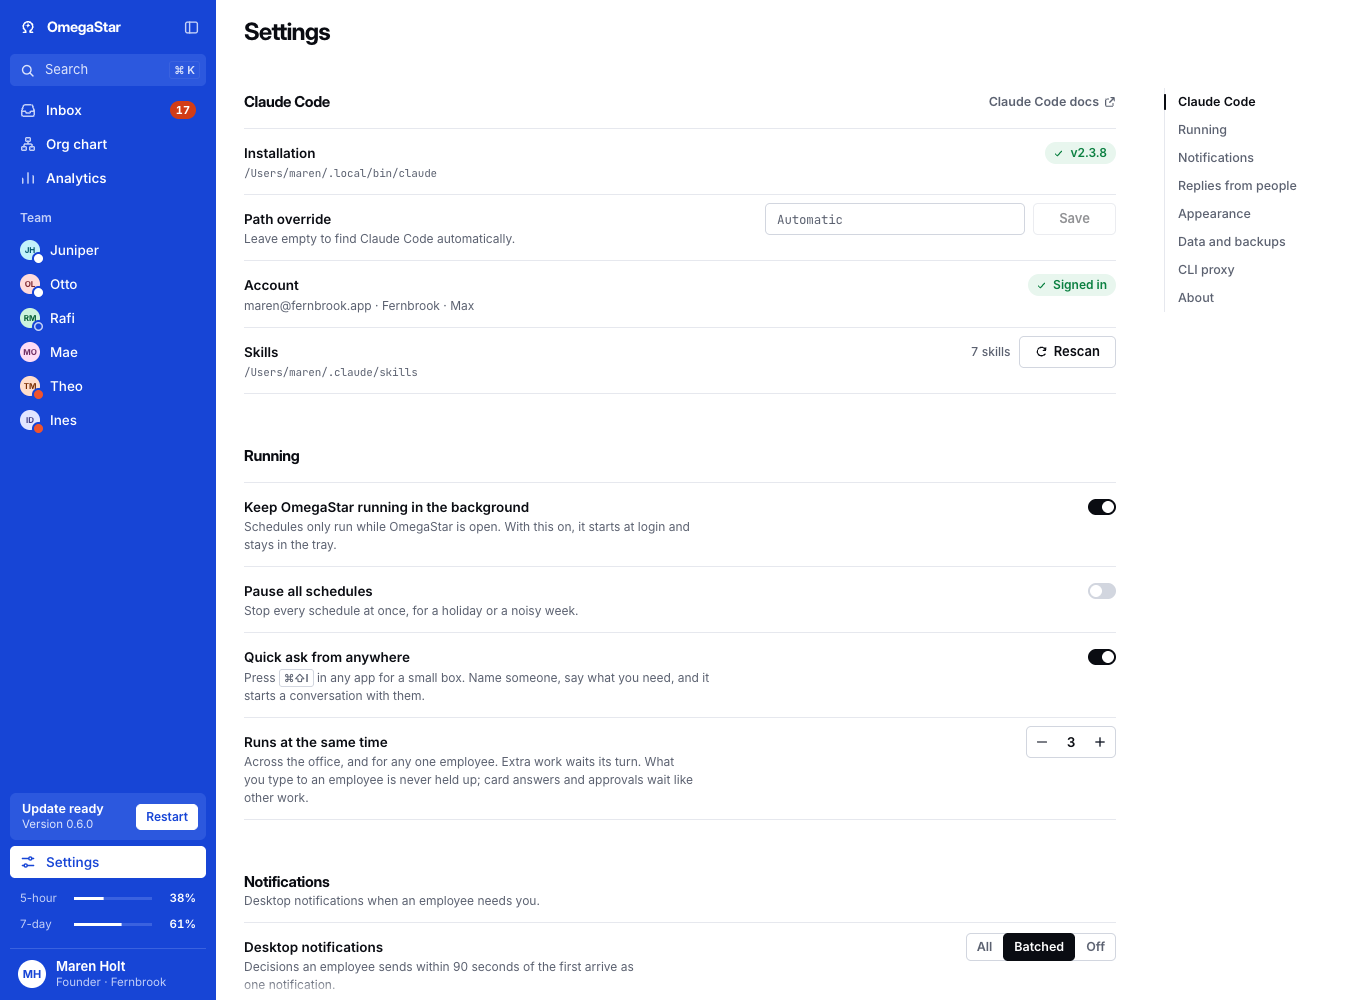 OmegaStar
Search
⌘ K
Inbox
17
Org chart
Analytics
Team
JH
Juniper
OL
Otto
RM
Rafi
MO
Mae
TM
Theo
ID
Ines
Update ready
Version 0.6.0
Restart
Settings
5-hour
38%
7-day
61%
MH
Maren Holt
Founder · Fernbrook
Settings
Claude Code
Claude Code docs
Installation
/Users/maren/.local/bin/claude
v2.3.8
Path override
Leave empty to find Claude Code automatically.
Automatic
Save
Account
maren@fernbrook.app · Fernbrook · Max
Signed in
Skills
/Users/maren/.claude/skills
7 skills
Rescan
Running
Keep OmegaStar running in the background
Schedules only run while OmegaStar is open. With this on, it starts at login and
stays in the tray.
Pause all schedules
Stop every schedule at once, for a holiday or a noisy week.
Quick ask from anywhere
Press ⌘⇧I in any app for a small box. Name someone, say what you need, and it
starts a conversation with them.
Runs at the same time
Across the office, and for any one employee. Extra work waits its turn. What
you type to an employee is never held up; card answers and approvals wait like
other work.
3
Notifications
Desktop notifications when an employee needs you.
Desktop notifications
Decisions an employee sends within 90 seconds of the first arrive as
one notification.
All
Batched
Off
Claude Code
Running
Notifications
Replies from people
Appearance
Data and backups
CLI proxy
About